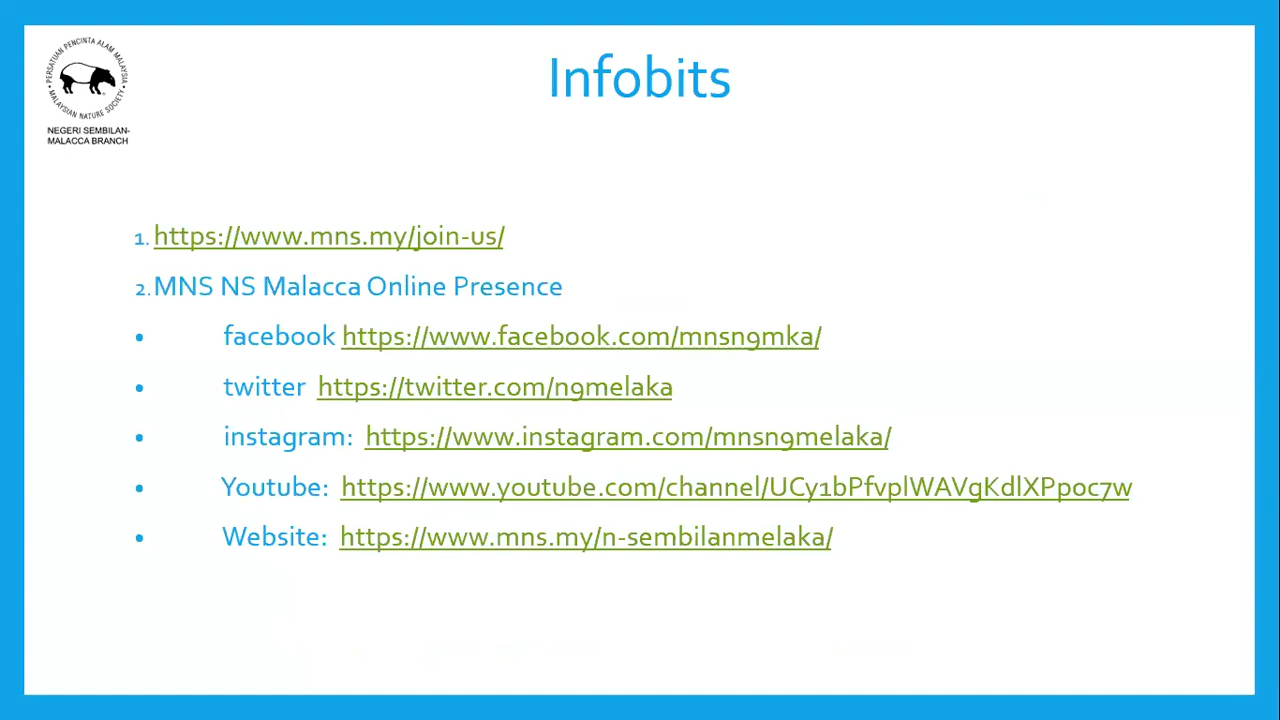 PERSATUAN PENCINTA ALAM MALAYSIA
MALAYSIAN NATURE SOCIETY
NEGERI SEMBILAN-
MALACCA BRANCH
Infobits
1. https://www.mns.my/join-us/
2. MNS NS Malacca Online Presence
• facebook https://www.facebook.com/mnsn9mka/
• twitter https://twitter.com/n9melaka
• instagram: https://www.instagram.com/mnsn9melaka/
• Youtube: https://www.youtube.com/channel/UCy1bPfvplWAVgKdlXPpoc7w
• Website: https://www.mns.my/n-sembilanmelaka/